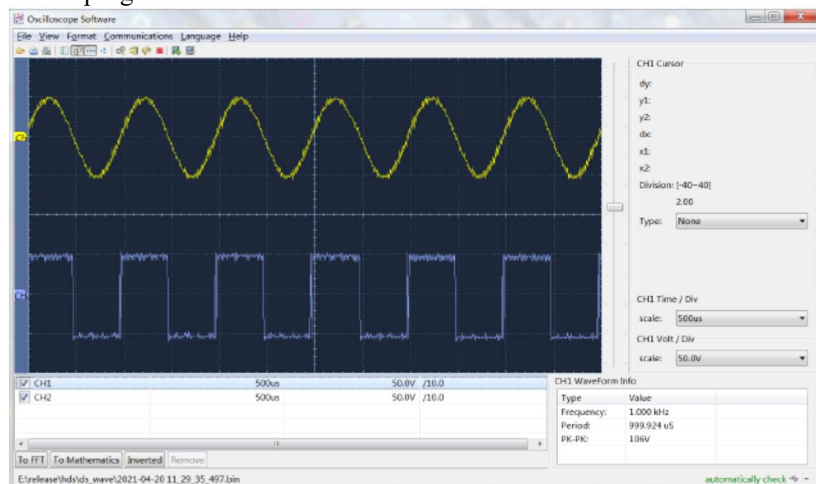 Oscilloscope Software
File View Format Communications Language Help
CH1 Cursor
dy:
y1:
y2:
dx:
x1:
x2:
Division: [-40~40]
2.00
Type: None
CH1 Time / Div
scale: 500us
CH1 Volt / Div
scale: 50.0V
CH1 500us 50.0V /10.0
CH2 500us 50.0V /10.0
CH1 WaveForm Info
Type Value
Frequency: 1.000 kHz
Period: 999.924 uS
PK-PK: 106V
To FFT To Mathematics Inverted Remove
E:\release\hds\ds_wave\2021-04-20 11_29_35_497.bin
automatically check